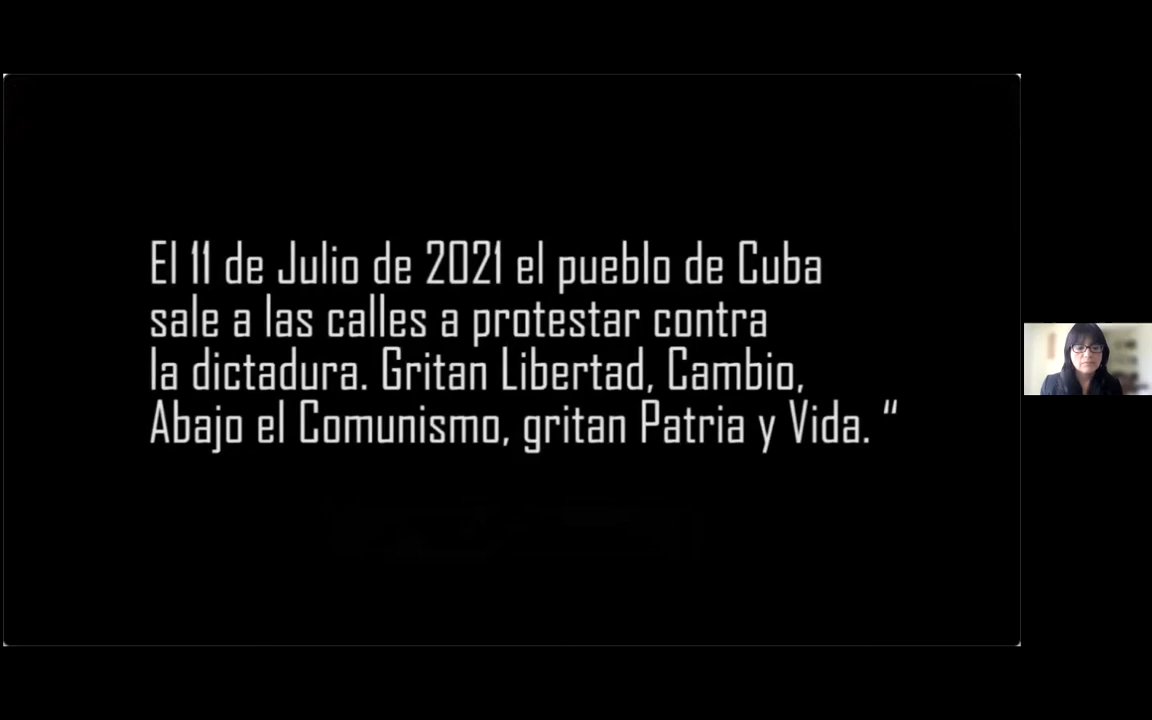 El 11 de Julio de 2021 el pueblo de Cuba
sale a las calles a protestar contra
la dictadura. Gritan Libertad, Cambio,
Abajo el Comunismo, gritan Patria y Vida. “